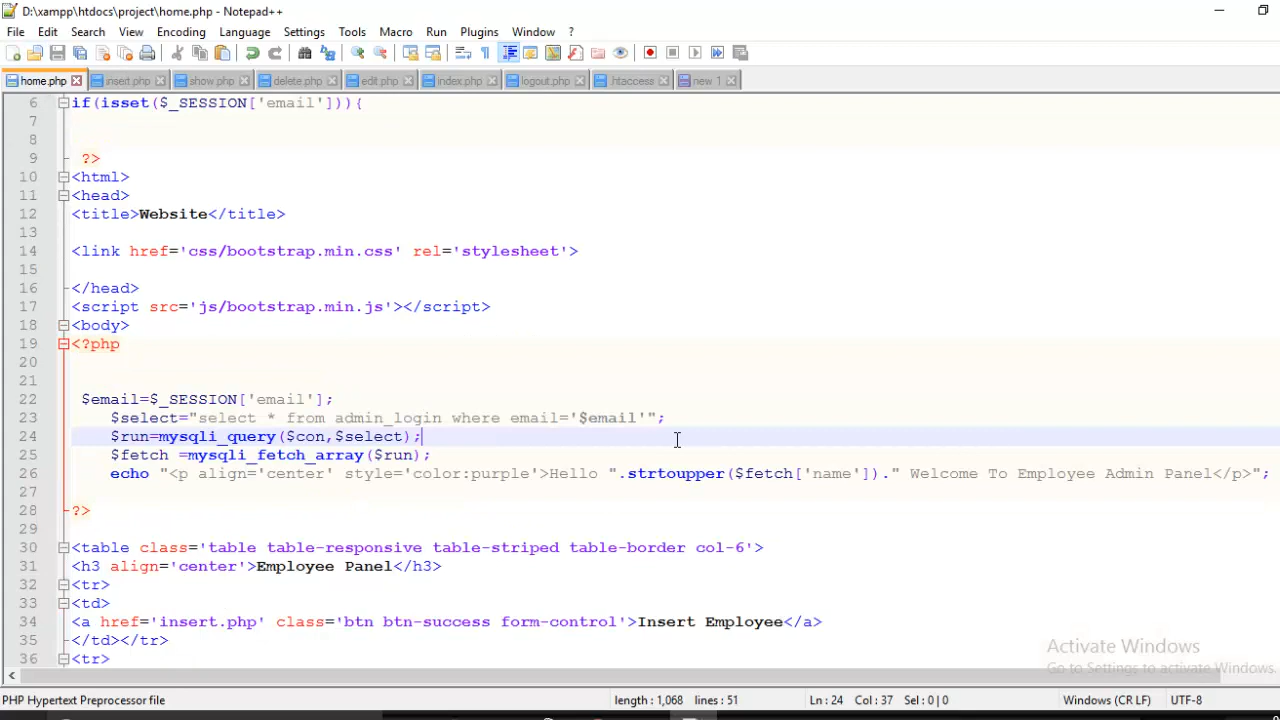 D:\xampp\htdocs\project\home.php - Notepad++
File Edit Search View Encoding Language Settings Tools Macro Run Plugins Window ?
home.php insert.php show.php delete.php edit.php index.php logout.php .htaccess new 1
6 if(isset($_SESSION['email'])){
7
8
9 ?>
10 <html>
11 <head>
12 <title>Website</title>
13
14 <link href='css/bootstrap.min.css' rel='stylesheet'>
15
16 </head>
17 <script src='js/bootstrap.min.js'></script>
18 <body>
19 <?php
20
21
22 $email=$_SESSION['email'];
23 $select="select * from admin_login where email='$email'";
24 $run=mysqli_query($con,$select);
25 $fetch =mysqli_fetch_array($run);
26 echo "<p align='center' style='color:purple'>Hello ".strtoupper($fetch['name'])." Welcome To Employee Admin Panel</p>";
27
28 ?>
29
30 <table class='table table-responsive table-striped table-border col-6'>
31 <h3 align='center'>Employee Panel</h3>
32 <tr>
33 <td>
34 <a href='insert.php' class='btn btn-success form-control'>Insert Employee</a>
35 </td></tr>
36 <tr>
Activate Windows
Go to Settings to activate Windows.
PHP Hypertext Preprocessor file length : 1,068 lines : 51 Ln : 24 Col : 37 Sel : 0 | 0 Windows (CR LF) UTF-8